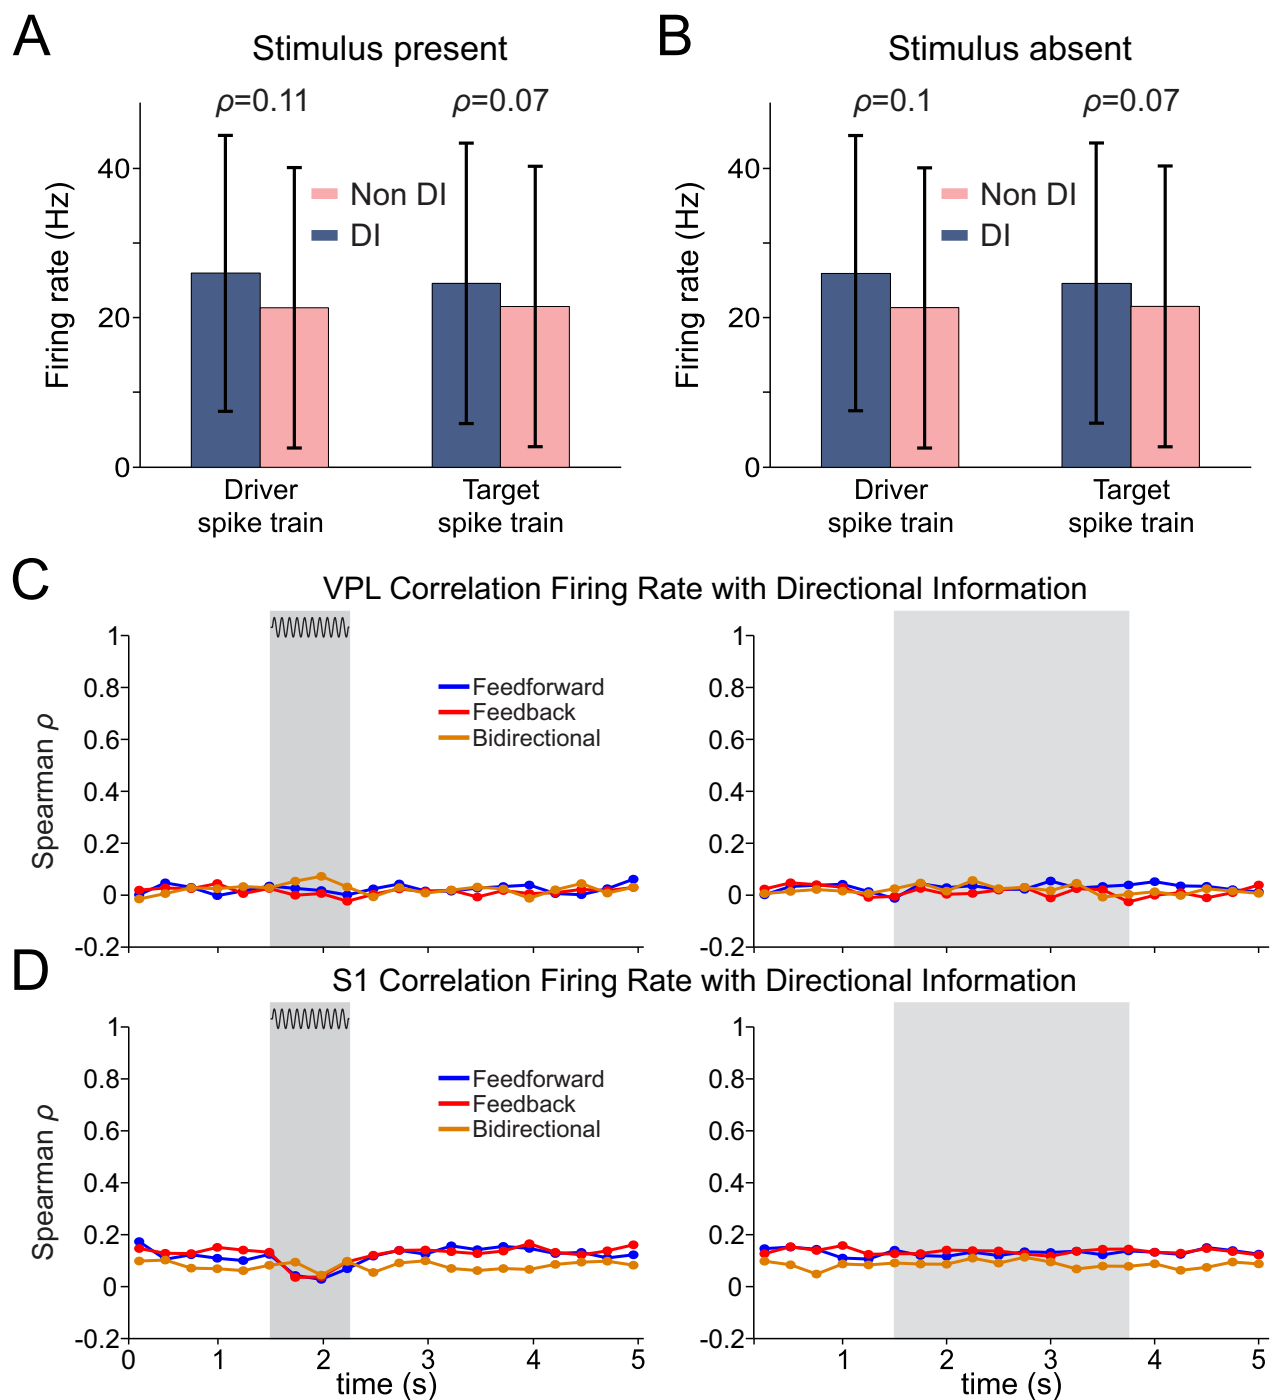 A
Stimulus present
ρ=0.11
ρ=0.07
Firing rate (Hz)
40
20
0
Non DI
DI
Driver
spike train
Target
spike train
B
Stimulus absent
ρ=0.1
ρ=0.07
Firing rate (Hz)
40
20
0
Non DI
DI
Driver
spike train
Target
spike train
C
VPL Correlation Firing Rate with Directional Information
Spearman ρ
1
0.8
0.6
0.4
0.2
0
-0.2
Feedforward
Feedback
Bidirectional
1
0.8
0.6
0.4
0.2
0
-0.2
D
S1 Correlation Firing Rate with Directional Information
Spearman ρ
1
0.8
0.6
0.4
0.2
0
-0.2
Feedforward
Feedback
Bidirectional
0 1 2 3 4 5
time (s)
1
0.8
0.6
0.4
0.2
0
-0.2
1 2 3 4 5
time (s)